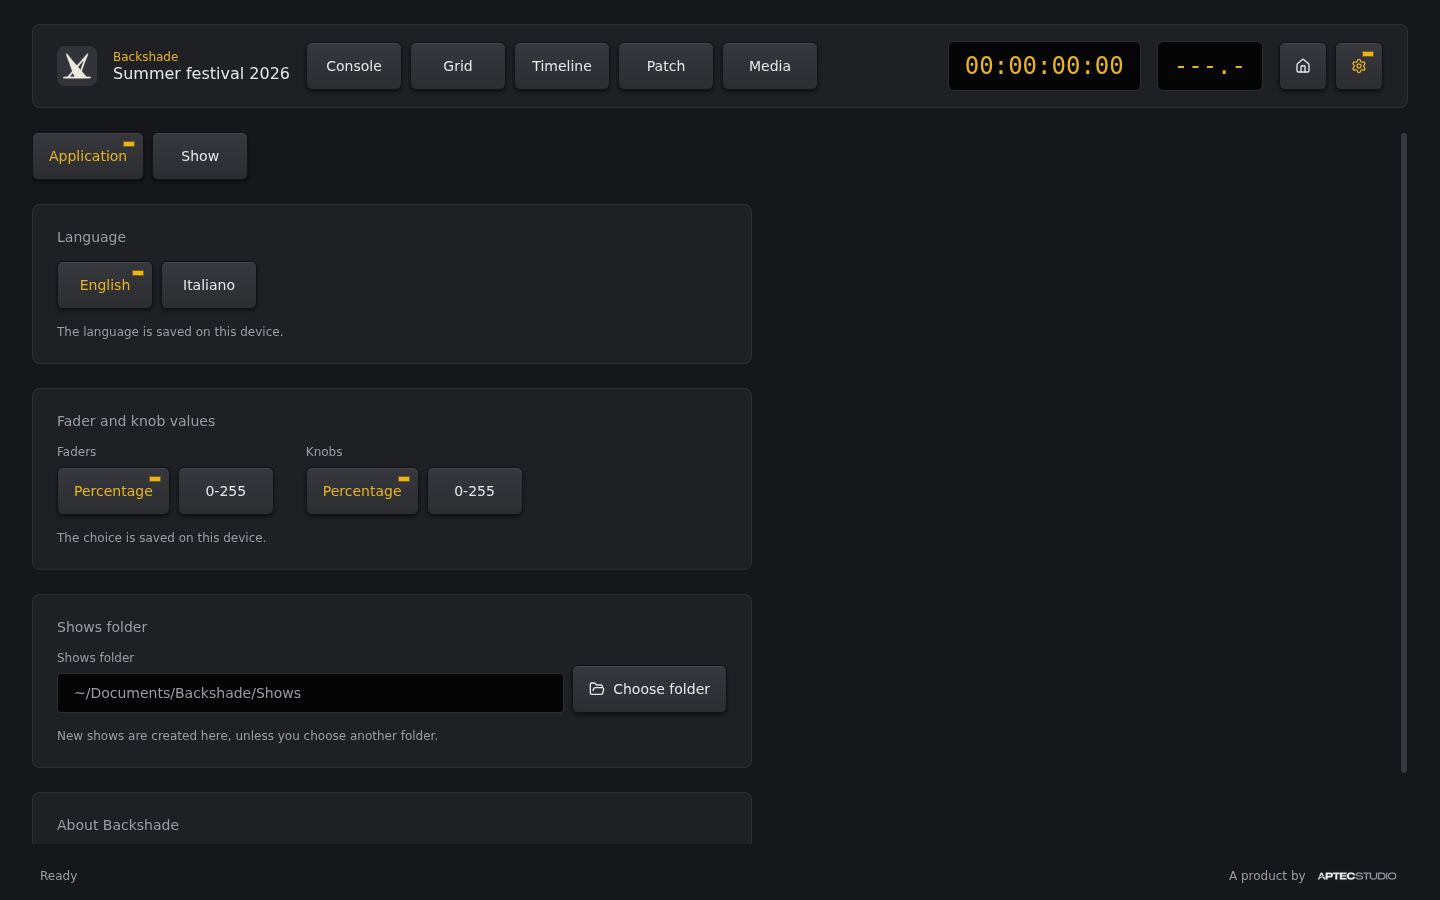 Backshade
Summer festival 2026
Console
Grid
Timeline
Patch
Media
00:00:00:00
---.-
Application
Show
Language
English
Italiano
The language is saved on this device.
Fader and knob values
Faders
Knobs
Percentage
0-255
Percentage
0-255
The choice is saved on this device.
Shows folder
Shows folder
~/Documents/Backshade/Shows
Choose folder
New shows are created here, unless you choose another folder.
About Backshade
Ready
A product by APTECSTUDIO